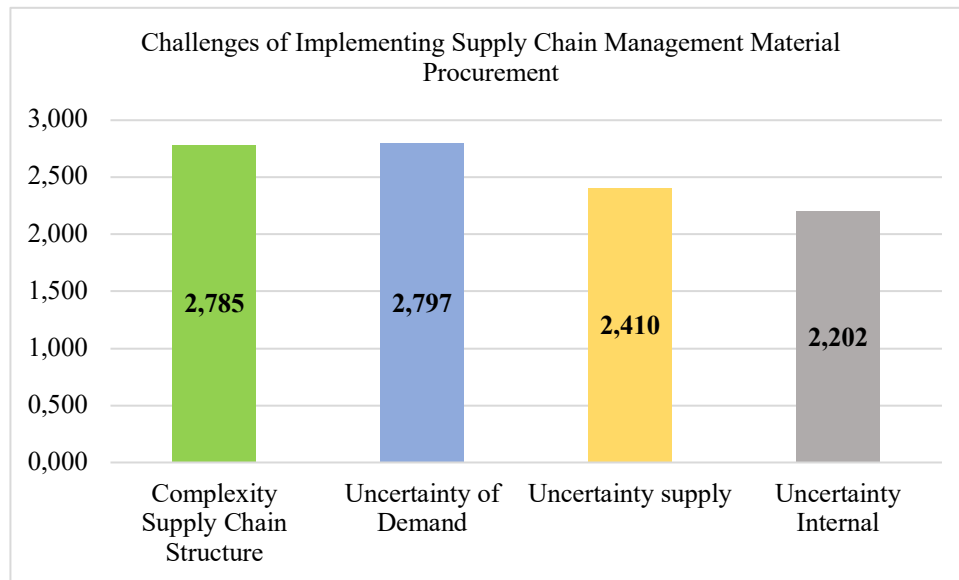 Challenges of Implementing Supply Chain Management Material
Procurement
3,000
2,500
2,000
1,500
1,000
0,500
0,000
2,785
2,797
2,410
2,202
Complexity
Supply Chain
Structure
Uncertainty of
Demand
Uncertainty supply
Uncertainty
Internal